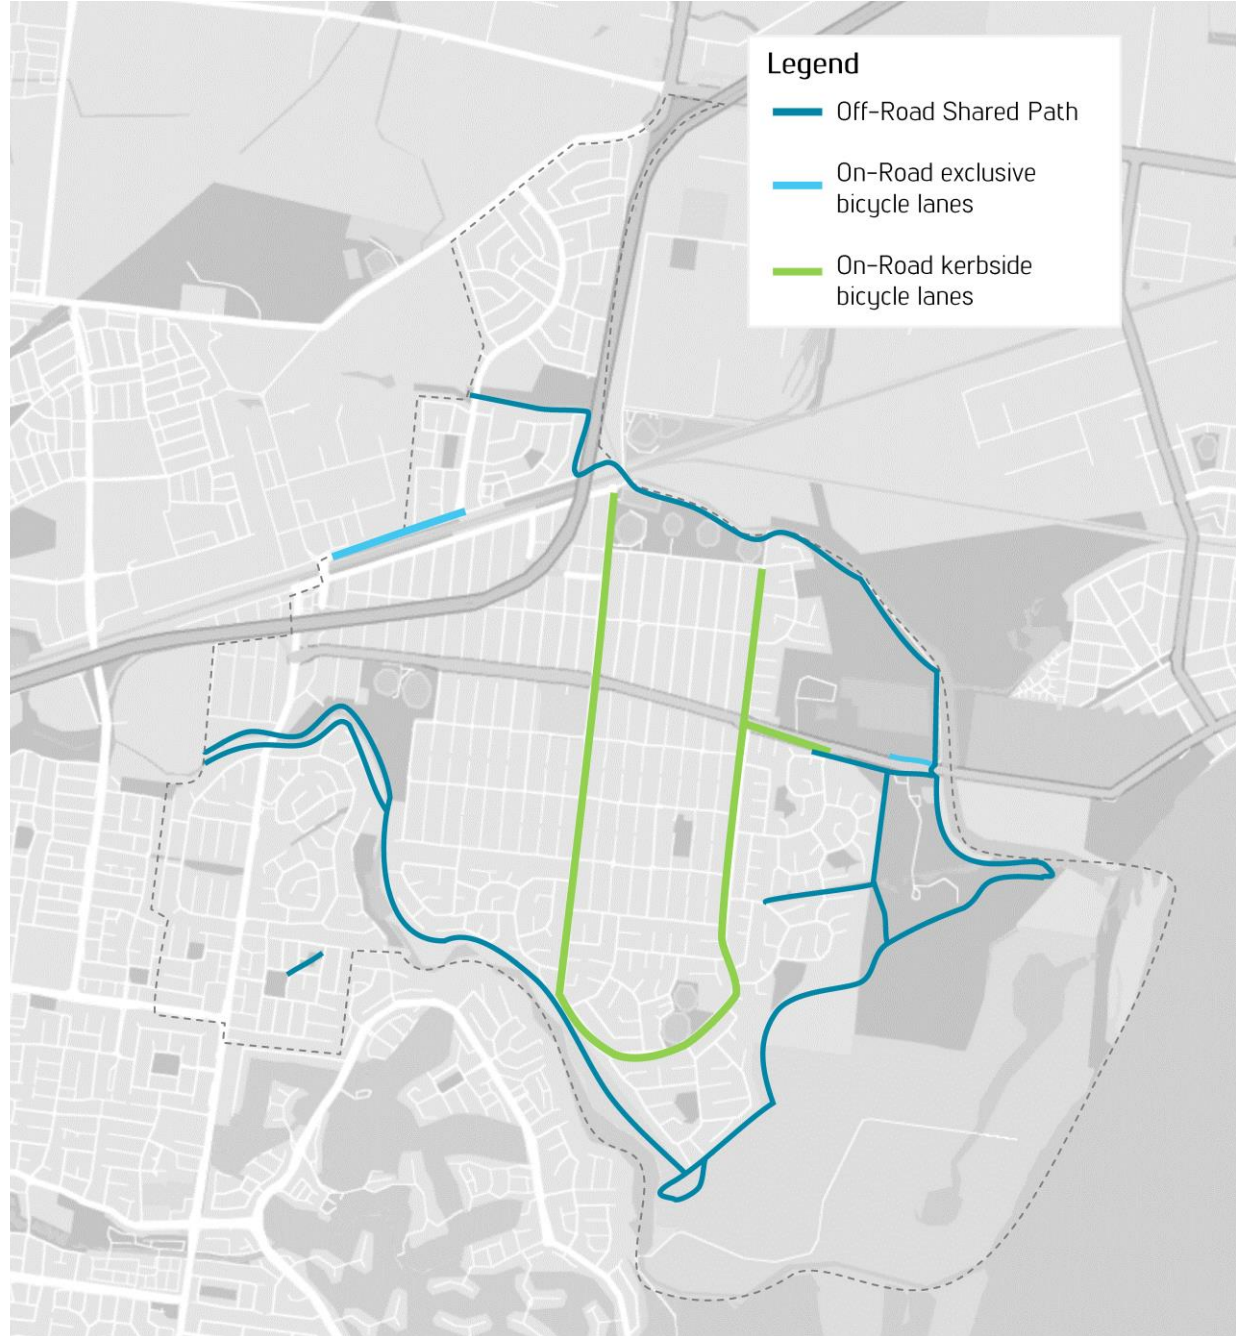 Legend
Off-Road Shared Path
On-Road exclusive
bicycle lanes
On-Road kerbside
bicycle lanes